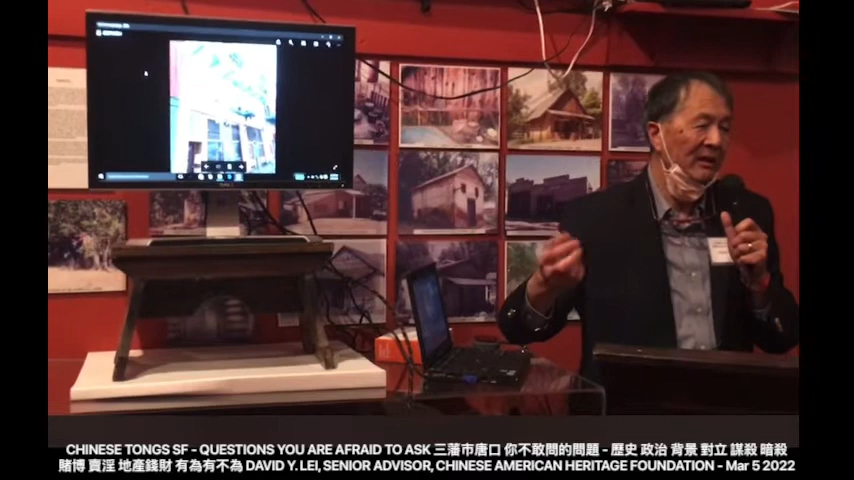 CHINESE TONGS SF - QUESTIONS YOU ARE AFRAID TO ASK 三藩市唐口 你不敢問的問題 - 歷史 政治 背景 對立 謀殺 暗殺
賭博 賣淫 地產錢財 有為有不為 DAVID Y. LEI, SENIOR ADVISOR, CHINESE AMERICAN HERITAGE FOUNDATION - Mar 5 2022